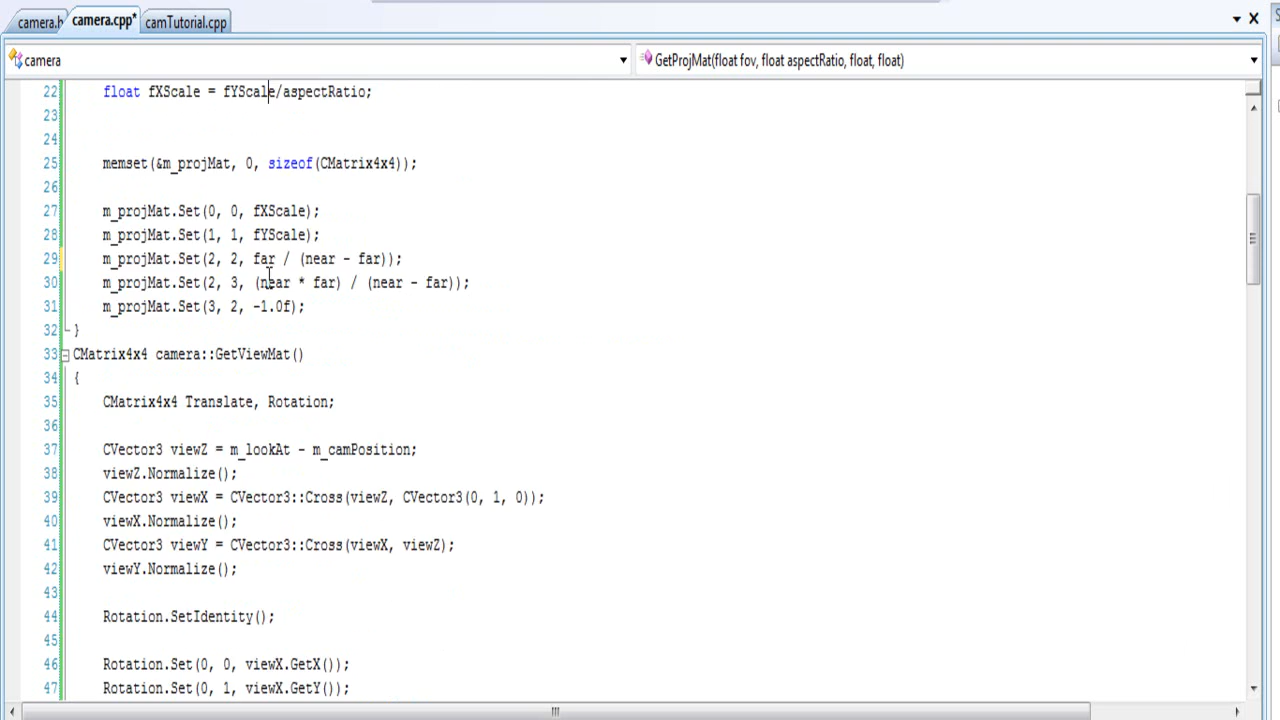 camera.h
camera.cpp*
camTutorial.cpp
camera
GetProjMat(float fov, float aspectRatio, float, float)
22 float fXScale = fYScale/aspectRatio;
23
24
25 memset(&m_projMat, 0, sizeof(CMatrix4x4));
26
27 m_projMat.Set(0, 0, fXScale);
28 m_projMat.Set(1, 1, fYScale);
29 m_projMat.Set(2, 2, far / (near - far));
30 m_projMat.Set(2, 3, (near * far) / (near - far));
31 m_projMat.Set(3, 2, -1.0f);
32 }
33 CMatrix4x4 camera::GetViewMat()
34 {
35 CMatrix4x4 Translate, Rotation;
36
37 CVector3 viewZ = m_lookAt - m_camPosition;
38 viewZ.Normalize();
39 CVector3 viewX = CVector3::Cross(viewZ, CVector3(0, 1, 0));
40 viewX.Normalize();
41 CVector3 viewY = CVector3::Cross(viewX, viewZ);
42 viewY.Normalize();
43
44 Rotation.SetIdentity();
45
46 Rotation.Set(0, 0, viewX.GetX());
47 Rotation.Set(0, 1, viewX.GetY());